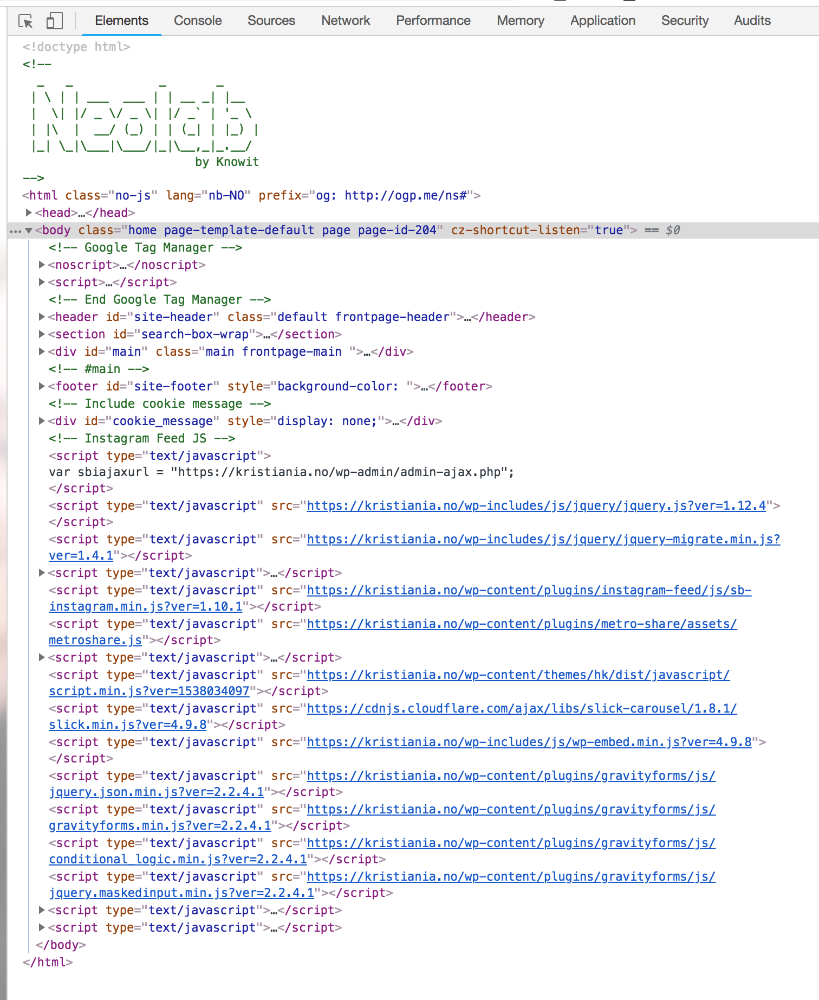 Elements Console Sources Network Performance Memory Application Security Audits
<!doctype html>
<!--
  _   _            _       _
 | \ | | ___  ___ | | __ _| |__
 |  \| |/ _ \/ _ \| |/ _` | '_ \
 | |\  |  __/ (_) | | (_| | |_) |
 |_| \_|\___|\___/|_|\__,_|_.__/
                        by Knowit
-->
<html class="no-js" lang="nb-NO" prefix="og: http://ogp.me/ns#">
<head>…</head>
…<body class="home page-template-default page page-id-204" cz-shortcut-listen="true"> == $0
<!-- Google Tag Manager -->
<noscript>…</noscript>
<script>…</script>
<!-- End Google Tag Manager -->
<header id="site-header" class="default frontpage-header">…</header>
<section id="search-box-wrap">…</section>
<div id="main" class="main frontpage-main ">…</div>
<!-- #main -->
<footer id="site-footer" style="background-color: ">…</footer>
<!-- Include cookie message -->
<div id="cookie_message" style="display: none;">…</div>
<!-- Instagram Feed JS -->
<script type="text/javascript">
var sbiajaxurl = "https://kristiania.no/wp-admin/admin-ajax.php";
</script>
<script type="text/javascript" src="https://kristiania.no/wp-includes/js/jquery/jquery.js?ver=1.12.4">
</script>
<script type="text/javascript" src="https://kristiania.no/wp-includes/js/jquery/jquery-migrate.min.js?
ver=1.4.1"></script>
<script type="text/javascript">…</script>
<script type="text/javascript" src="https://kristiania.no/wp-content/plugins/instagram-feed/js/sb-
instagram.min.js?ver=1.10.1"></script>
<script type="text/javascript" src="https://kristiania.no/wp-content/plugins/metro-share/assets/
metroshare.js"></script>
<script type="text/javascript">…</script>
<script type="text/javascript" src="https://kristiania.no/wp-content/themes/hk/dist/javascript/
script.min.js?ver=1538034097"></script>
<script type="text/javascript" src="https://cdnjs.cloudflare.com/ajax/libs/slick-carousel/1.8.1/
slick.min.js?ver=4.9.8"></script>
<script type="text/javascript" src="https://kristiania.no/wp-includes/js/wp-embed.min.js?ver=4.9.8">
</script>
<script type="text/javascript" src="https://kristiania.no/wp-content/plugins/gravityforms/js/
jquery.json.min.js?ver=2.2.4.1"></script>
<script type="text/javascript" src="https://kristiania.no/wp-content/plugins/gravityforms/js/
gravityforms.min.js?ver=2.2.4.1"></script>
<script type="text/javascript" src="https://kristiania.no/wp-content/plugins/gravityforms/js/
conditional_logic.min.js?ver=2.2.4.1"></script>
<script type="text/javascript" src="https://kristiania.no/wp-content/plugins/gravityforms/js/
jquery.maskedinput.min.js?ver=2.2.4.1"></script>
<script type="text/javascript">…</script>
<script type="text/javascript">…</script>
</body>
</html>